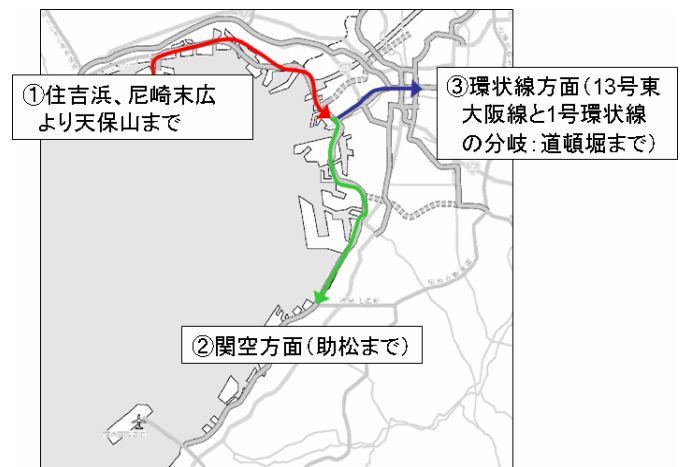 ①住吉浜、尼崎末広
より天保山まで
③環状線方面（13号東
大阪線と1号環状線
の分岐：道頓堀まで）
②関空方面（助松まで）